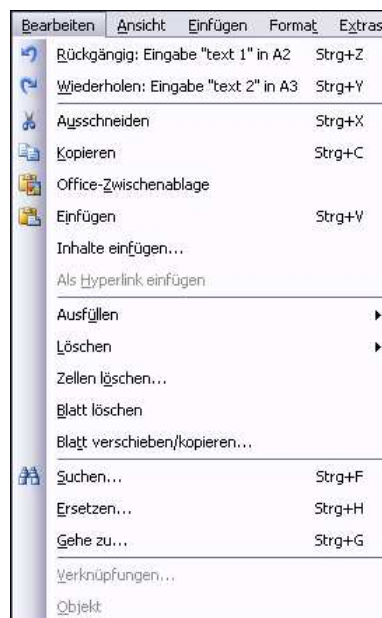 Bearbeiten Ansicht Einfügen Format Extras
Rückgängig: Eingabe "text 1" in A2 Strg+Z
Wiederholen: Eingabe "text 2" in A3 Strg+Y
Ausschneiden Strg+X
Kopieren Strg+C
Office-Zwischenablage
Einfügen Strg+V
Inhalte einfügen...
Als Hyperlink einfügen
Ausfüllen
Löschen
Zellen löschen...
Blatt löschen
Blatt verschieben/kopieren...
Suchen... Strg+F
Ersetzen... Strg+H
Gehe zu... Strg+G
Verknüpfungen...
Objekt